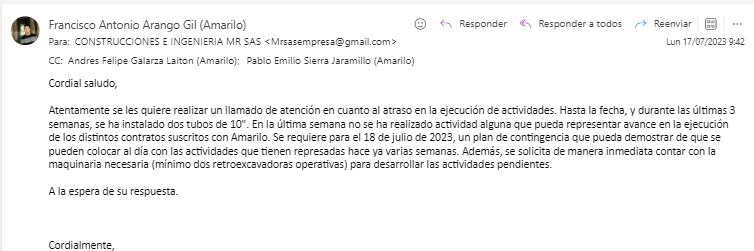 Francisco Antonio Arango Gil (Amarilo)
Responder
Responder a todos
Reenviar
Para: CONSTRUCCIONES E INGENIERIA MR SAS <Mrsasempresa@gmail.com>
Lun 17/07/2023 9:42
CC: Andres Felipe Galarza Laiton (Amarilo); Pablo Emilio Sierra Jaramillo (Amarilo)
Cordial saludo,
Atentamente se les quiere realizar un llamado de atención en cuanto al atraso en la ejecución de actividades. Hasta la fecha, y durante las últimas 3
semanas, se ha instalado dos tubos de 10". En la última semana no se ha realizado actividad alguna que pueda representar avance en la ejecución
de los distintos contratos suscritos con Amarilo. Se requiere para el 18 de julio de 2023, un plan de contingencia que pueda demostrar de que se
pueden colocar al día con las actividades que tienen represadas hace ya varias semanas. Además, se solicita de manera inmediata contar con la
maquinaria necesaria (mínimo dos retroexcavadoras operativas) para desarrollar las actividades pendientes.
A la espera de su respuesta.
Cordialmente,